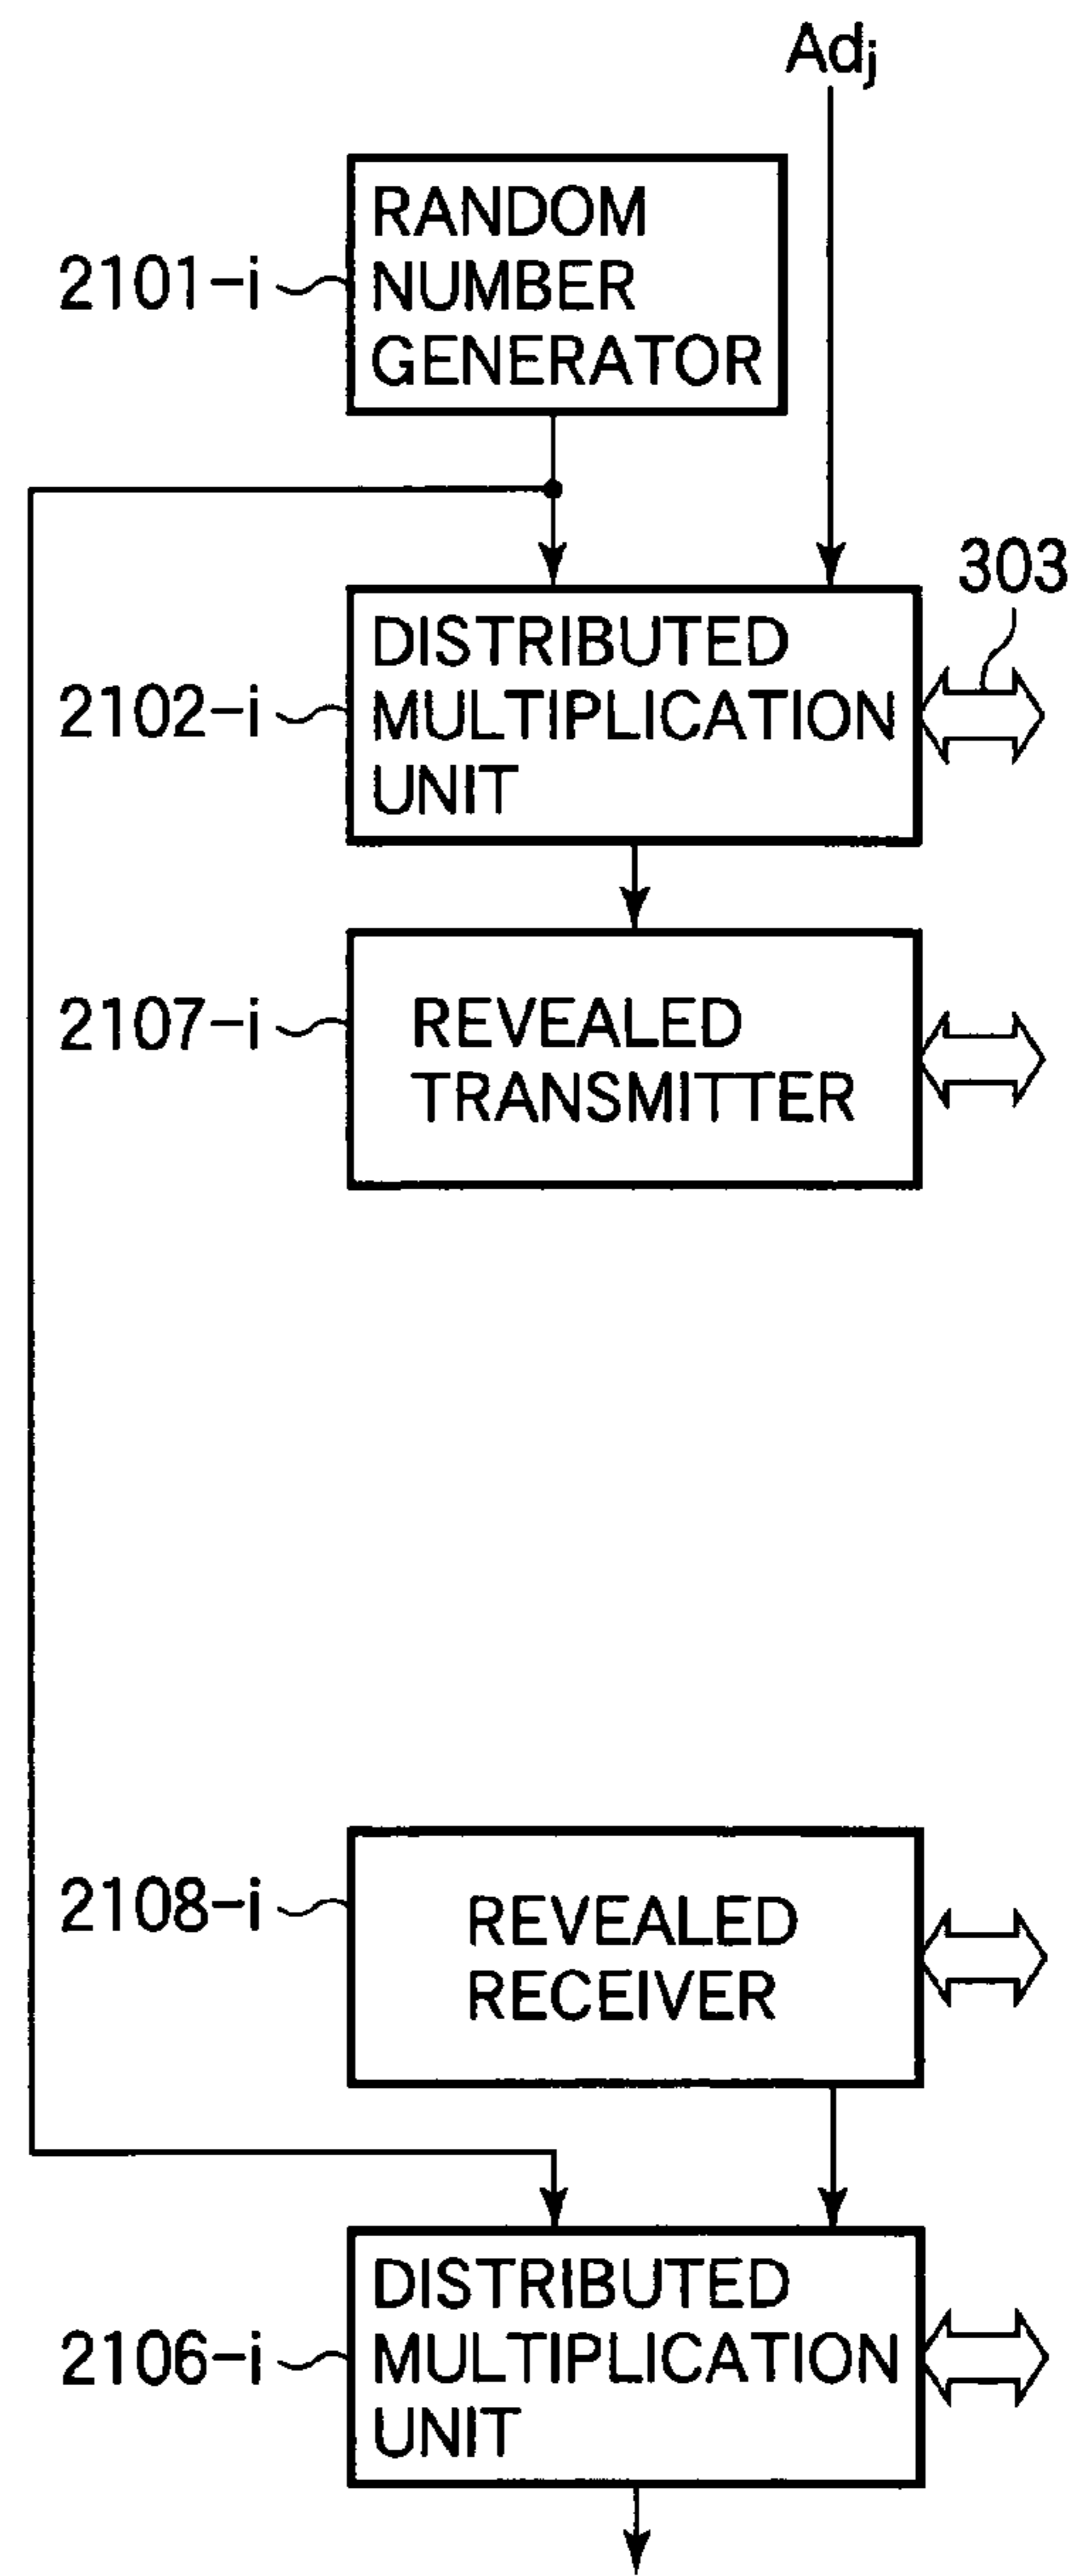 Adj
RANDOM
NUMBER
GENERATOR
2101-i
303
DISTRIBUTED
MULTIPLICATION
UNIT
2102-i
REVEALED
TRANSMITTER
2107-i
REVEALED
RECEIVER
2108-i
DISTRIBUTED
MULTIPLICATION
UNIT
2106-i